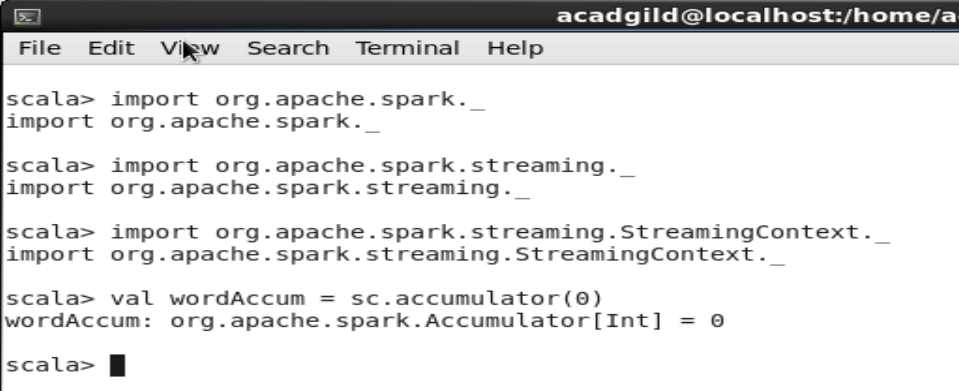 acadgild@localhost:/home/a
File Edit View Search Terminal Help
scala> import org.apache.spark._
import org.apache.spark._
scala> import org.apache.spark.streaming._
import org.apache.spark.streaming._
scala> import org.apache.spark.streaming.StreamingContext._
import org.apache.spark.streaming.StreamingContext._
scala> val wordAccum = sc.accumulator(0)
wordAccum: org.apache.spark.Accumulator[Int] = 0
scala>